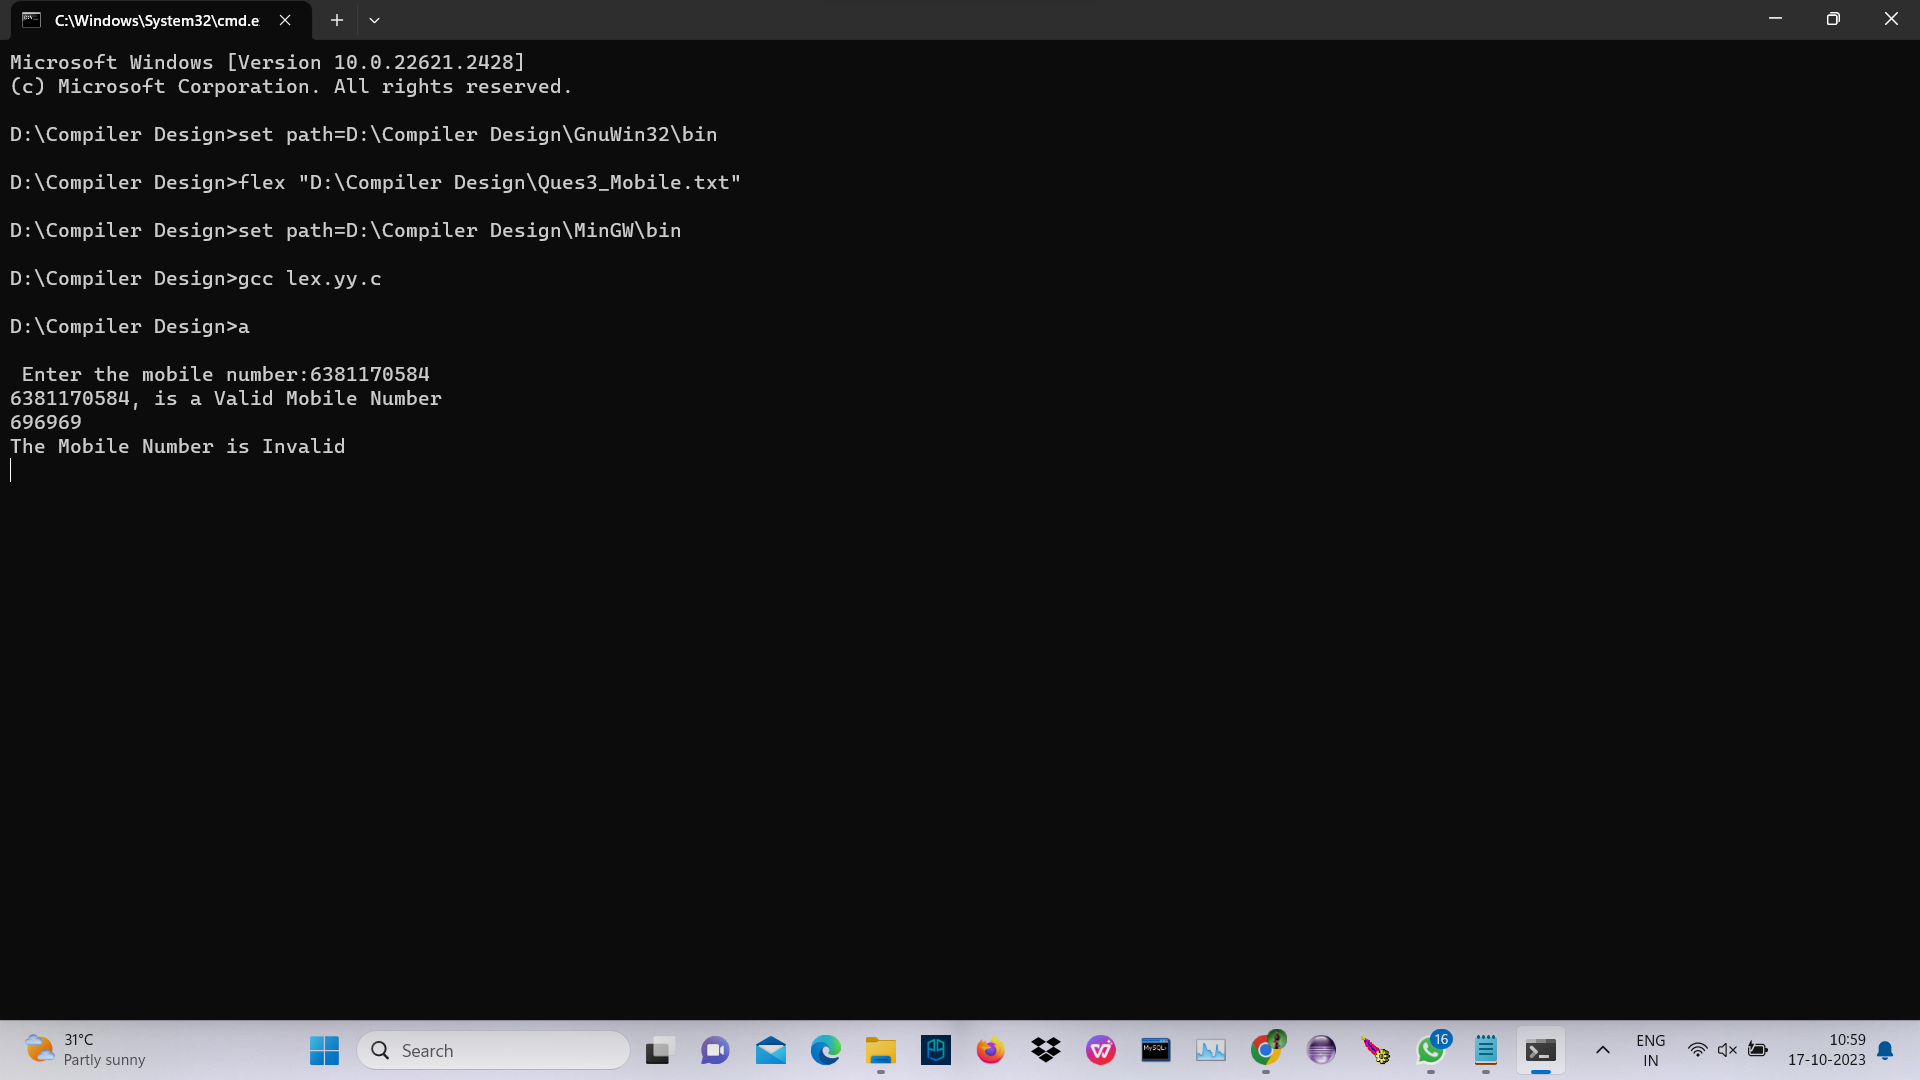 C:\Windows\System32\cmd.e
Microsoft Windows [Version 10.0.22621.2428]
(c) Microsoft Corporation. All rights reserved.
D:\Compiler Design>set path=D:\Compiler Design\GnuWin32\bin
D:\Compiler Design>flex "D:\Compiler Design\Ques3_Mobile.txt"
D:\Compiler Design>set path=D:\Compiler Design\MinGW\bin
D:\Compiler Design>gcc lex.yy.c
D:\Compiler Design>a
Enter the mobile number:6381170584
6381170584, is a Valid Mobile Number
696969
The Mobile Number is Invalid
31°C
Partly sunny
Search
MySQL
16
ENG
IN
10:59
17-10-2023